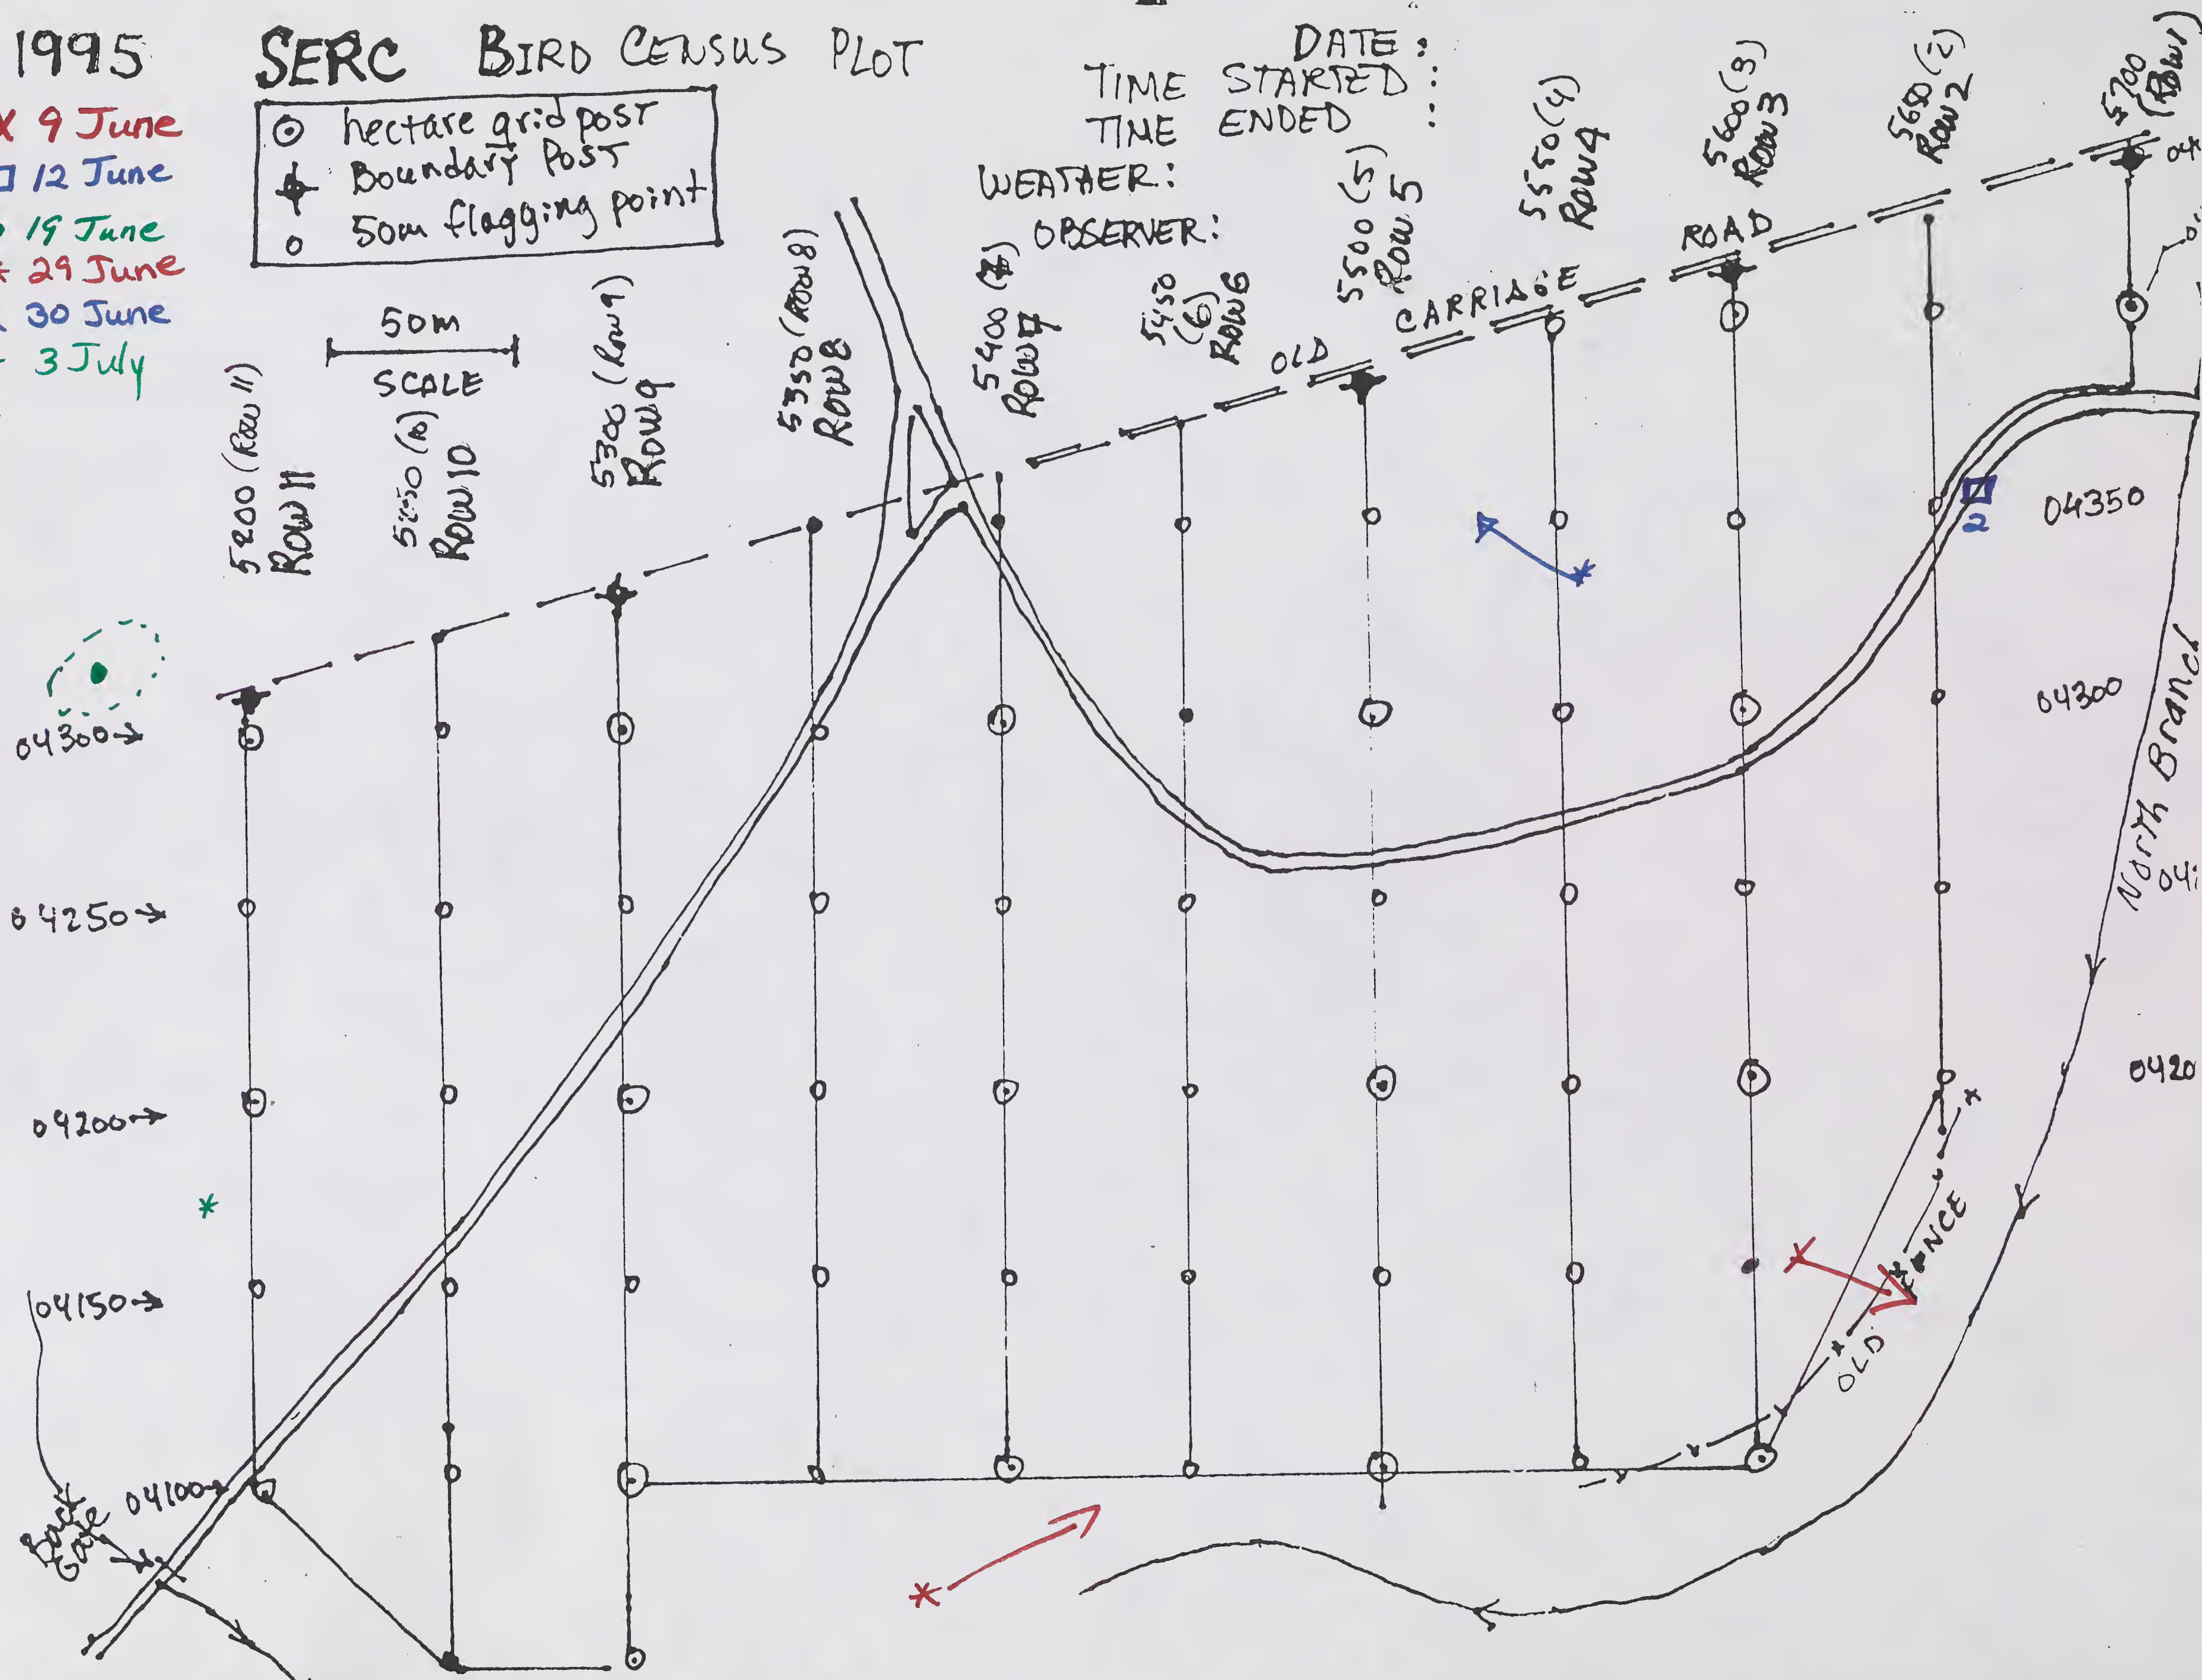 1995 SERC BIRD CENSUS PLOT
X 9 June
□ 12 June
19 June
* 29 June
30 June
3 July
hectare grid post
Boundary Post
50m flagging point
DATE:
TIME STARTED :
TIME ENDED :
WEATHER:
OBSERVER:
50m
SCALE
5200 (Row 11)
Row 11
5250 (10)
Row 10
5300 (Row 9)
Row 9
5350 (Row 8)
Row 8
5400 (7)
Row 7
5450
(6)
Row 6
5500 (5)
Row 5
5550 (4)
Row 4
5600 (3)
Row 3
5650 (2)
Row 2
5700
(Row 1)
OLD CARRIAGE ROAD
2
04350
04300
North Branch
04300→
04250→
04200→
04150→
04100→
Back
Gate
OLD FENCE